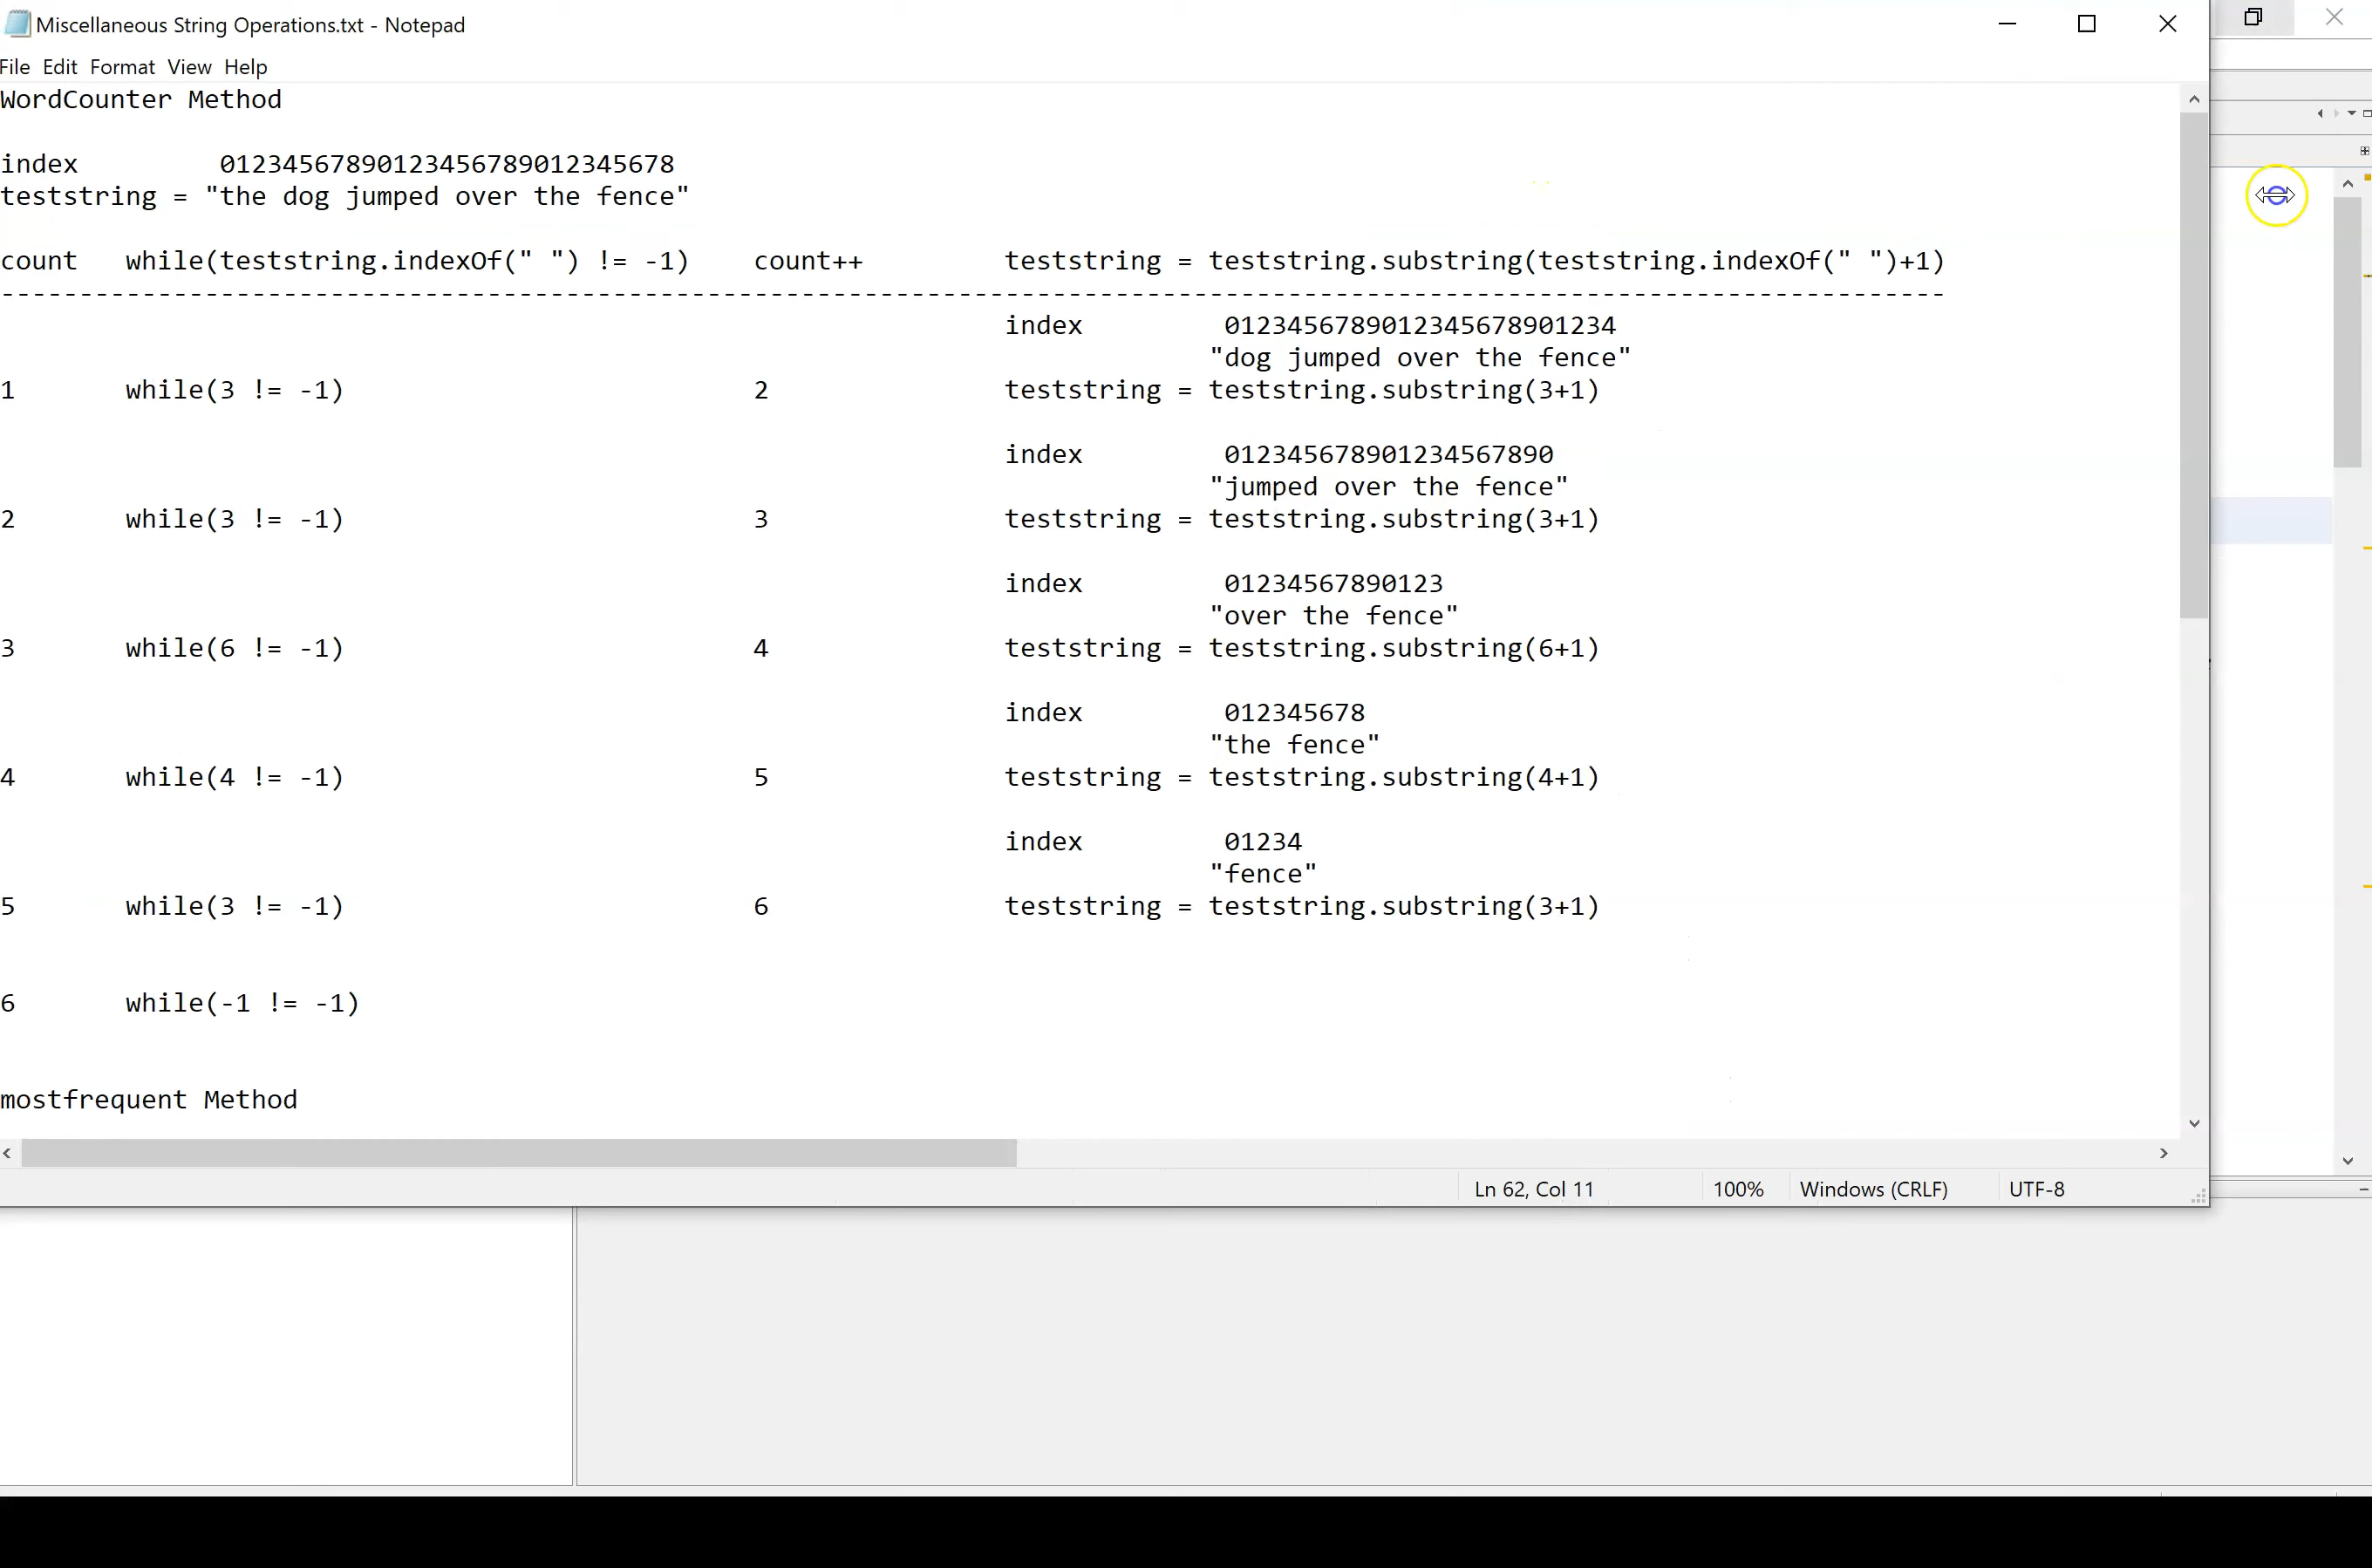 Miscellaneous String Operations.txt - Notepad
File Edit Format View Help
WordCounter Method
index 01234567890123456789012345678
teststring = "the dog jumped over the fence"
count while(teststring.indexOf(" ") != -1) count++ teststring = teststring.substring(teststring.indexOf(" ")+1)
----------------------------------------------------------------------------------------------------------------------------
index 0123456789012345678901234
"dog jumped over the fence"
1 while(3 != -1) 2 teststring = teststring.substring(3+1)
index 012345678901234567890
"jumped over the fence"
2 while(3 != -1) 3 teststring = teststring.substring(3+1)
index 01234567890123
"over the fence"
3 while(6 != -1) 4 teststring = teststring.substring(6+1)
index 012345678
"the fence"
4 while(4 != -1) 5 teststring = teststring.substring(4+1)
index 01234
"fence"
5 while(3 != -1) 6 teststring = teststring.substring(3+1)
6 while(-1 != -1)
mostfrequent Method
Ln 62, Col 11 100% Windows (CRLF) UTF-8